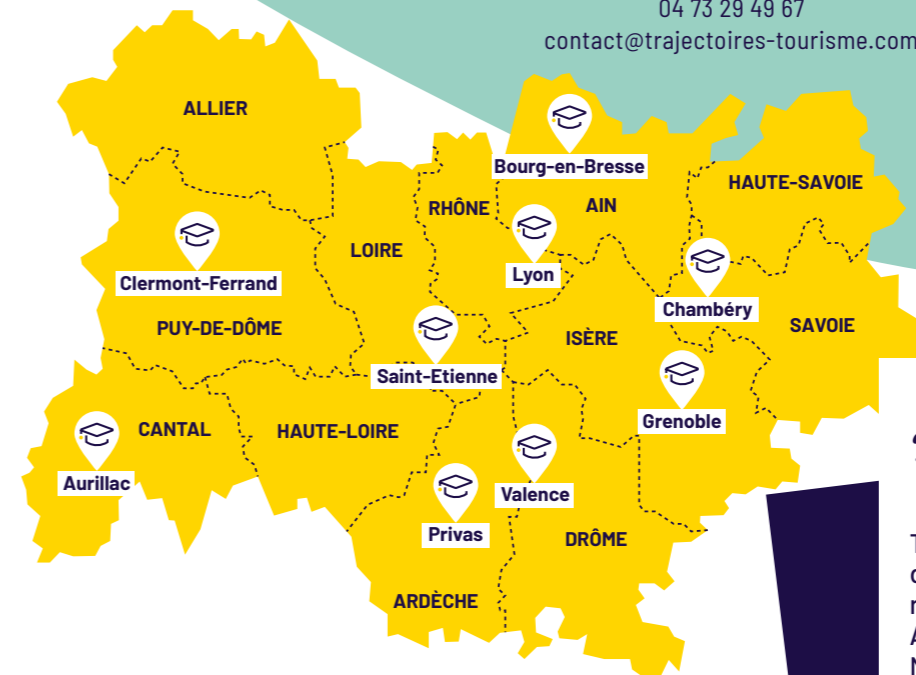 04 73 29 49 67
contact@trajectoires-tourisme.com
ALLIER
Bourg-en-Bresse
HAUTE-SAVOIE
AIN
RHÔNE
LOIRE
Lyon
Clermont-Ferrand
Chambéry
PUY-DE-DÔME
SAVOIE
ISÈRE
Saint-Etienne
Grenoble
CANTAL
HAUTE-LOIRE
Aurillac
Valence
Privas
DRÔME
ARDÈCHE